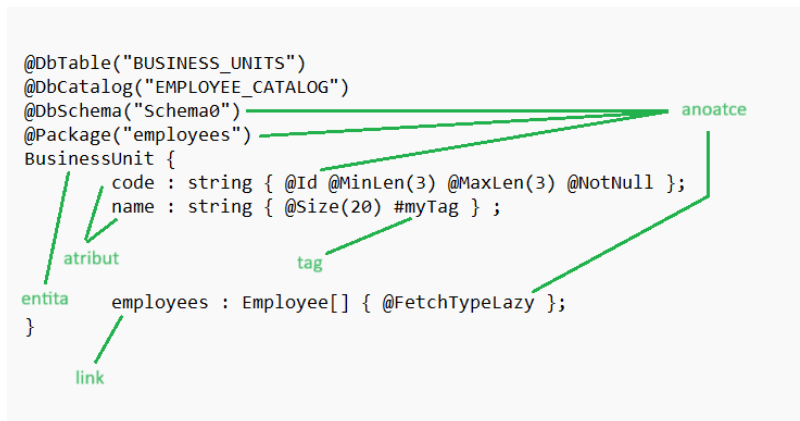 @DbTable("BUSINESS_UNITS")
@DbCatalog("EMPLOYEE_CATALOG")
@DbSchema("Schema0")
anoatce
@Package("employees")
BusinessUnit {
code : string { @Id @MinLen(3) @MaxLen(3) @NotNull };
name : string { @Size(20) #myTag } ;
atribut
tag
entita
employees : Employee[] { @FetchTypeLazy };
}
link